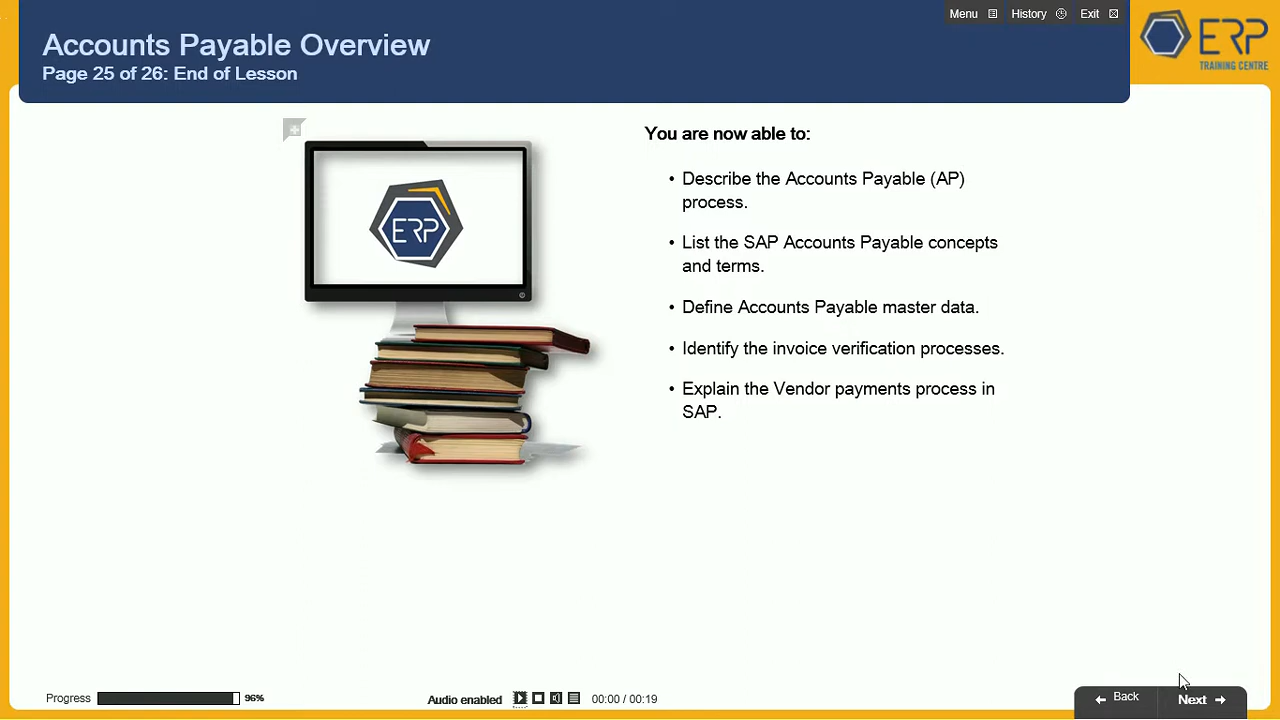 Menu History Exit
Accounts Payable Overview
Page 25 of 26: End of Lesson
ERP
TRAINING CENTRE
ERP
You are now able to:
• Describe the Accounts Payable (AP)
process.
• List the SAP Accounts Payable concepts
and terms.
• Define Accounts Payable master data.
• Identify the invoice verification processes.
• Explain the Vendor payments process in
SAP.
Progress 96% Audio enabled 00:00 / 00:19 Back Next